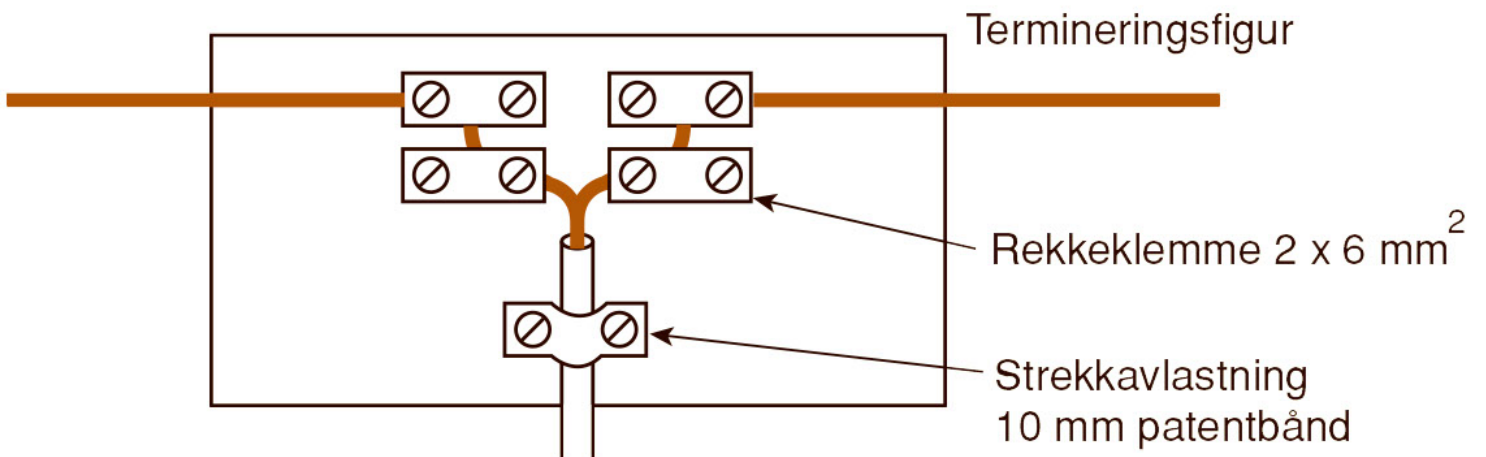 Termineringsfigur
Rekkeklemme 2 x 6 mm²
Strekkavlastning
10 mm patentbånd